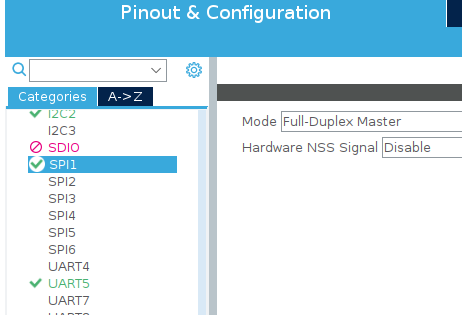 Pinout & Configuration
Categories A->Z
I2C2
I2C3
SDIO
SPI1
SPI2
SPI3
SPI4
SPI5
SPI6
UART4
UART5
UART7
Mode Full-Duplex Master
Hardware NSS Signal Disable